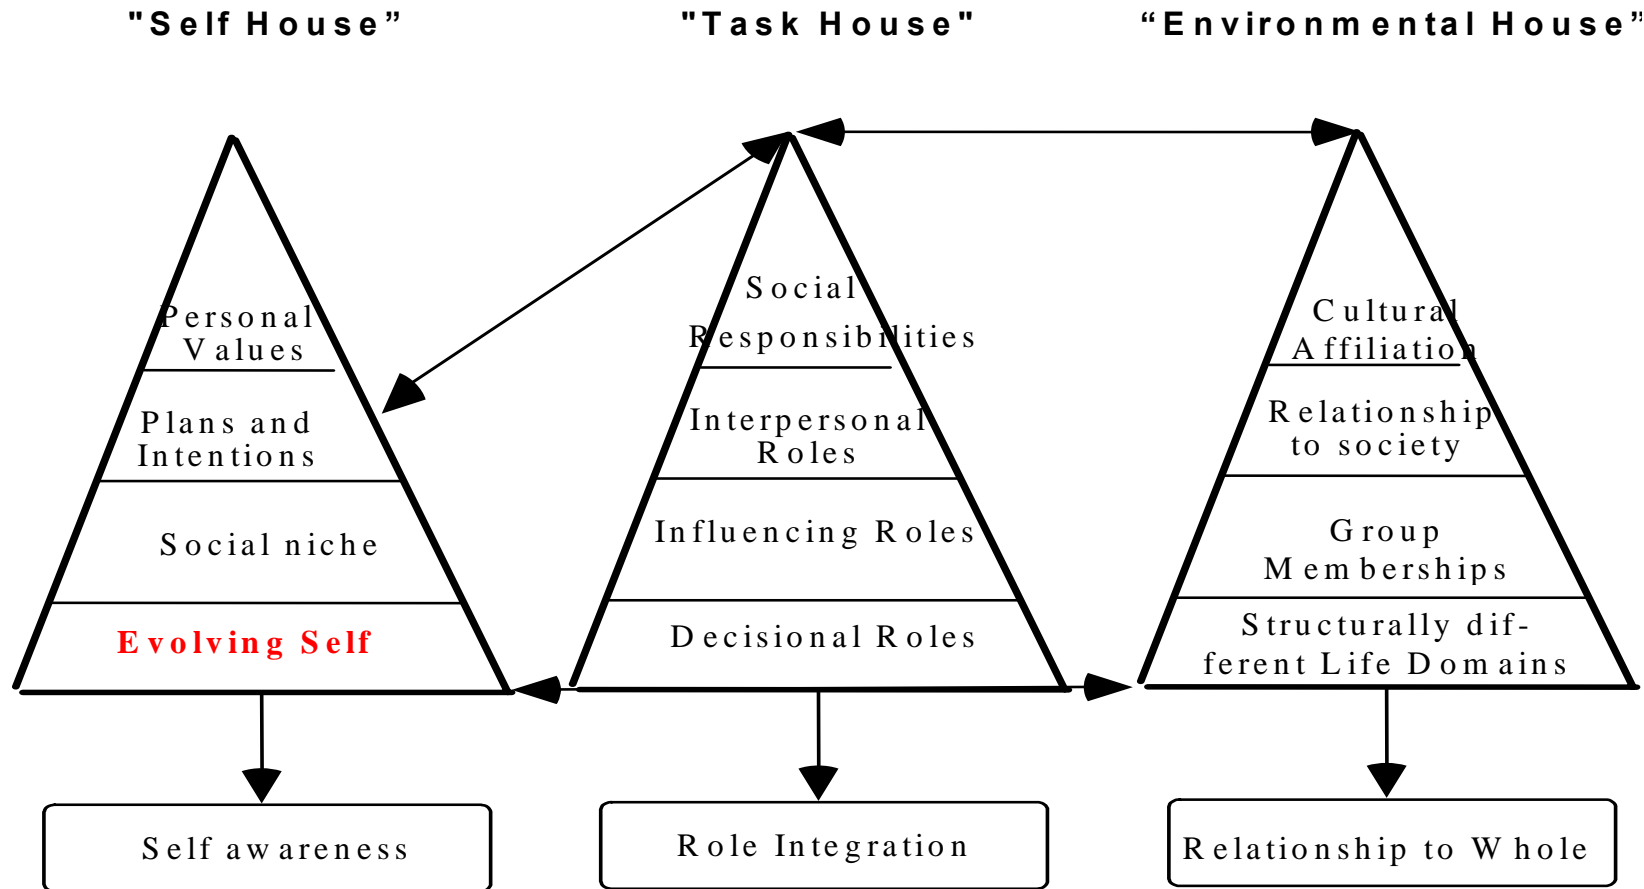 "Self House”
"Task House"
“Environmental House”
Personal
Values
Plans and
Intentions
Social niche
Evolving Self
Self awareness
Social
Responsibilities
Interpersonal
Roles
Influencing Roles
Decisional Roles
Role Integration
Cultural
Affiliation
Relationship
to society
Group
Memberships
Structurally dif-
ferent Life Domains
Relationship to Whole